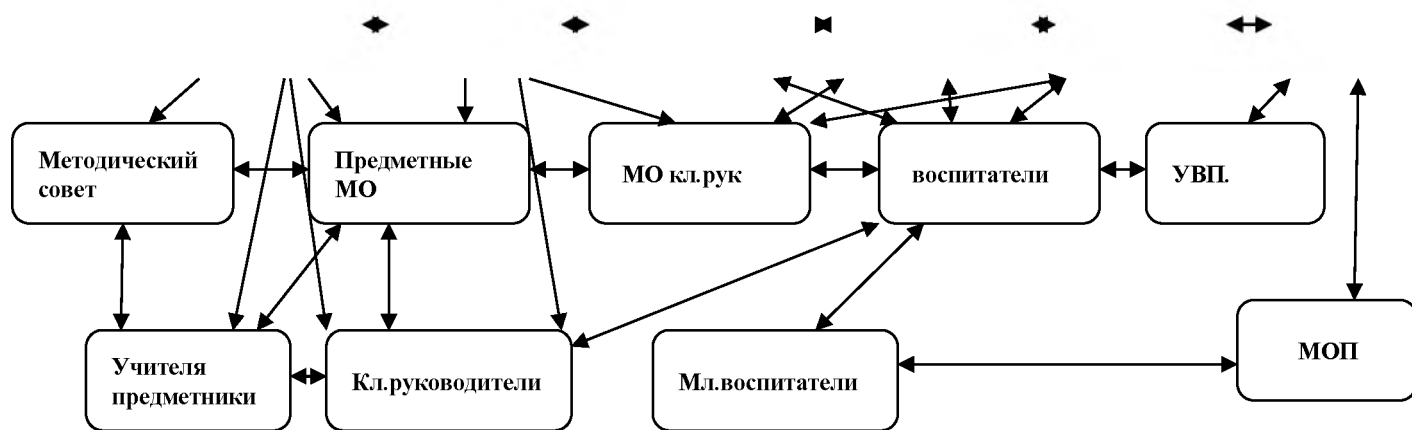 Методический
совет
Предметные
МО
МО кл.рук
воспитатели
УВП.
Учителя
предметники
Кл.руководители
Мл.воспитатели
МОП